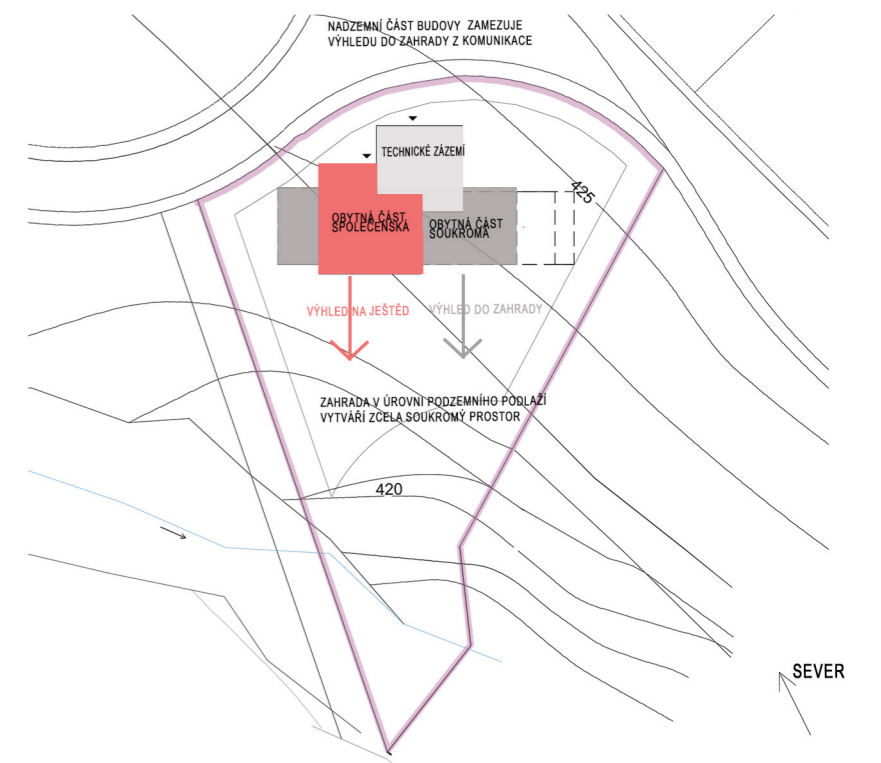 NADZEMNÍ ČÁST BUDOVY ZAMEZUJE
VÝHLEDU DO ZAHRADY Z KOMUNIKACE
TECHNICKÉ ZÁZEMÍ
425
OBYTNÁ ČÁST
SPOLEČENSKÁ
OBYTNÁ ČÁST
SOUKROMÁ
VÝHLED NA JEŠTĚD
VÝHLED DO ZAHRADY
ZAHRADA V ÚROVNI PODZEMNÍHO PODLAŽÍ
VYTVÁŘÍ ZCELA SOUKROMÝ PROSTOR
420
SEVER